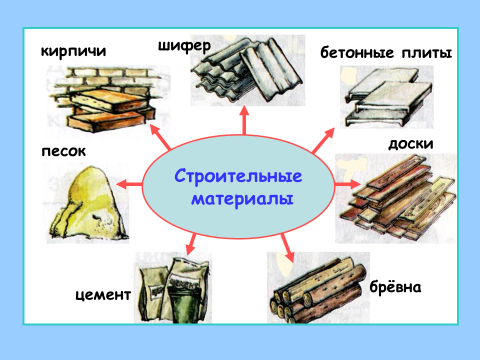 кирпичи
шифер
бетонные плиты
песок
доски
Строительные
материалы
цемент
брёвна